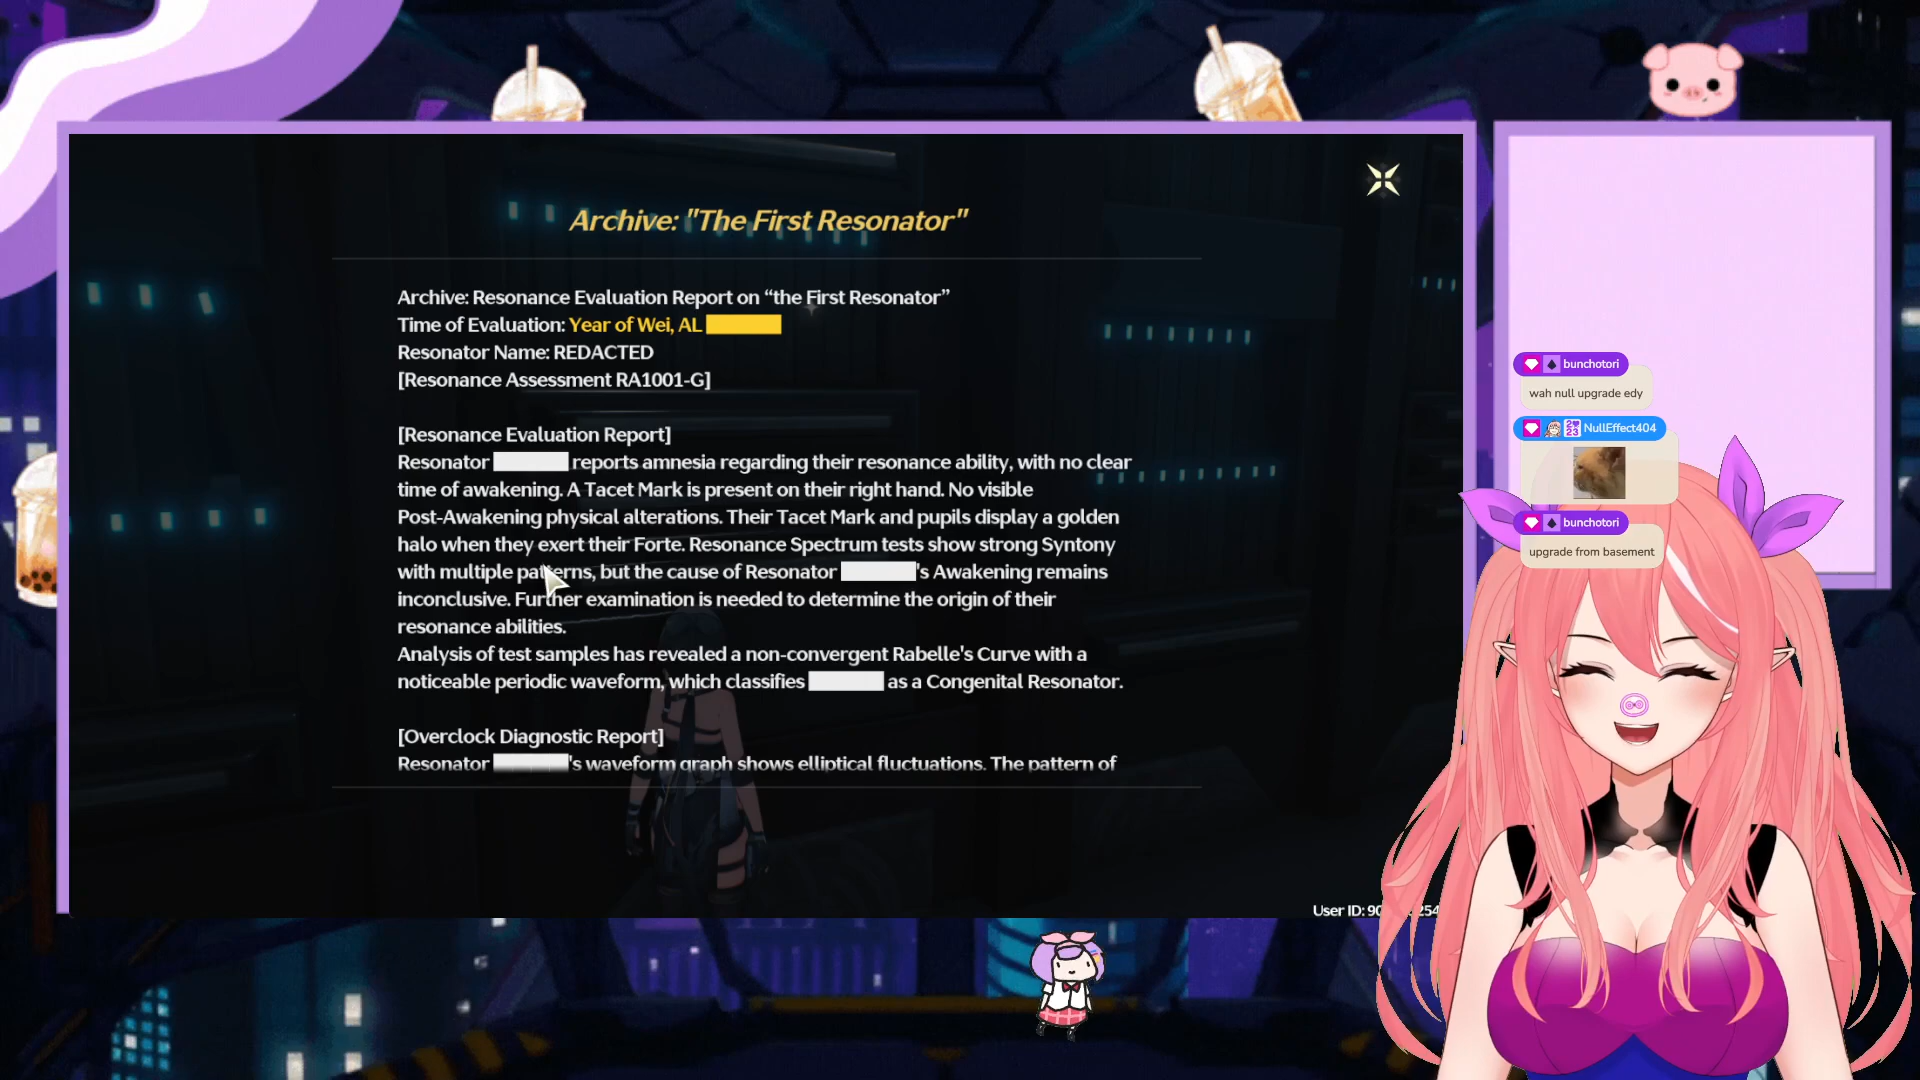 Archive: "The First Resonator"
Archive: Resonance Evaluation Report on “the First Resonator”
Time of Evaluation: Year of Wei, AL
Resonator Name: REDACTED
[Resonance Assessment RA1001-G]
[Resonance Evaluation Report]
Resonator reports amnesia regarding their resonance ability, with no clear
time of awakening. A Tacet Mark is present on their right hand. No visible
Post-Awakening physical alterations. Their Tacet Mark and pupils display a golden
halo when they exert their Forte. Resonance Spectrum tests show strong Syntony
with multiple patterns, but the cause of Resonator 's Awakening remains
inconclusive. Further examination is needed to determine the origin of their
resonance abilities.
Analysis of test samples has revealed a non-convergent Rabelle's Curve with a
noticeable periodic waveform, which classifies as a Congenital Resonator.
[Overclock Diagnostic Report]
Resonator 's waveform graph shows elliptical fluctuations. The pattern of
User ID: 90
bunchotori
wah null upgrade edy
NullEffect404
bunchotori
upgrade from basement